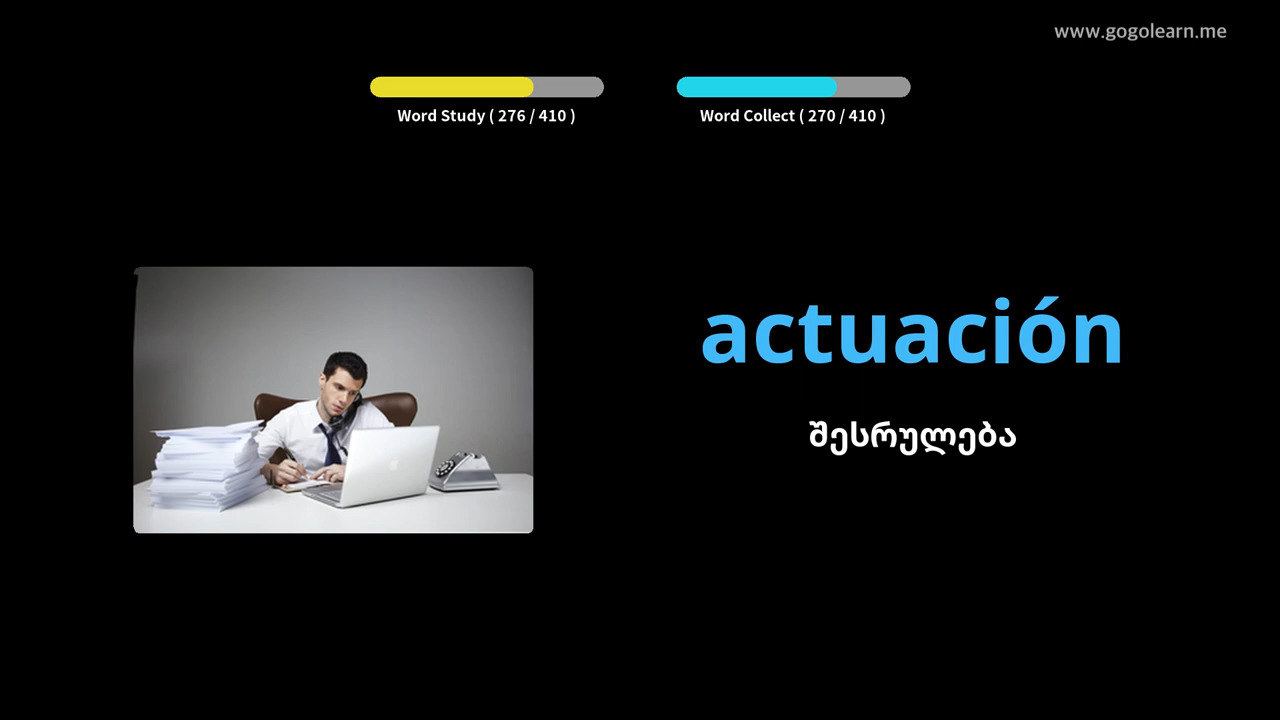 www.gogolearn.me
Word Study ( 276 / 410 )
Word Collect ( 270 / 410 )
actuación
შესრულება